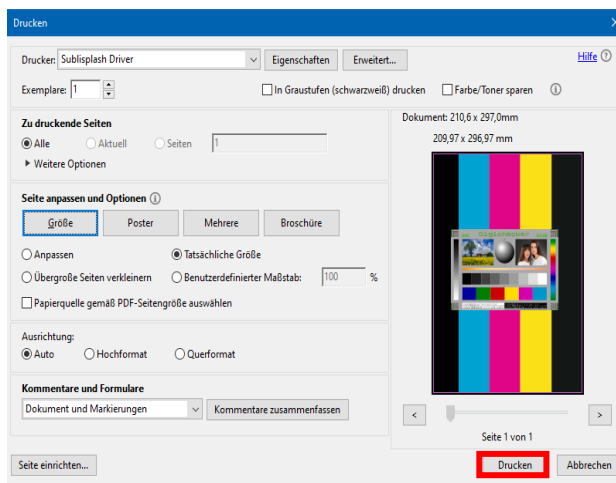 Drucken
Drucker: Sublisplash Driver Eigenschaften Erweitert... Hilfe
Exemplare: 1 In Graustufen (schwarzweiß) drucken Farbe/Toner sparen
Zu druckende Seiten
Alle Aktuell Seiten 1
Weitere Optionen
Seite anpassen und Optionen
Größe Poster Mehrere Broschüre
Anpassen Tatsächliche Größe
Übergroße Seiten verkleinern Benutzerdefinierter Maßstab: 100 %
Papierquelle gemäß PDF-Seitengröße auswählen
Ausrichtung:
Auto Hochformat Querformat
Kommentare und Formulare
Dokument und Markierungen Kommentare zusammenfassen
Dokument: 210,6 x 297,0mm
209,97 x 296,97 mm
< >
Seite 1 von 1
Seite einrichten... Drucken Abbrechen